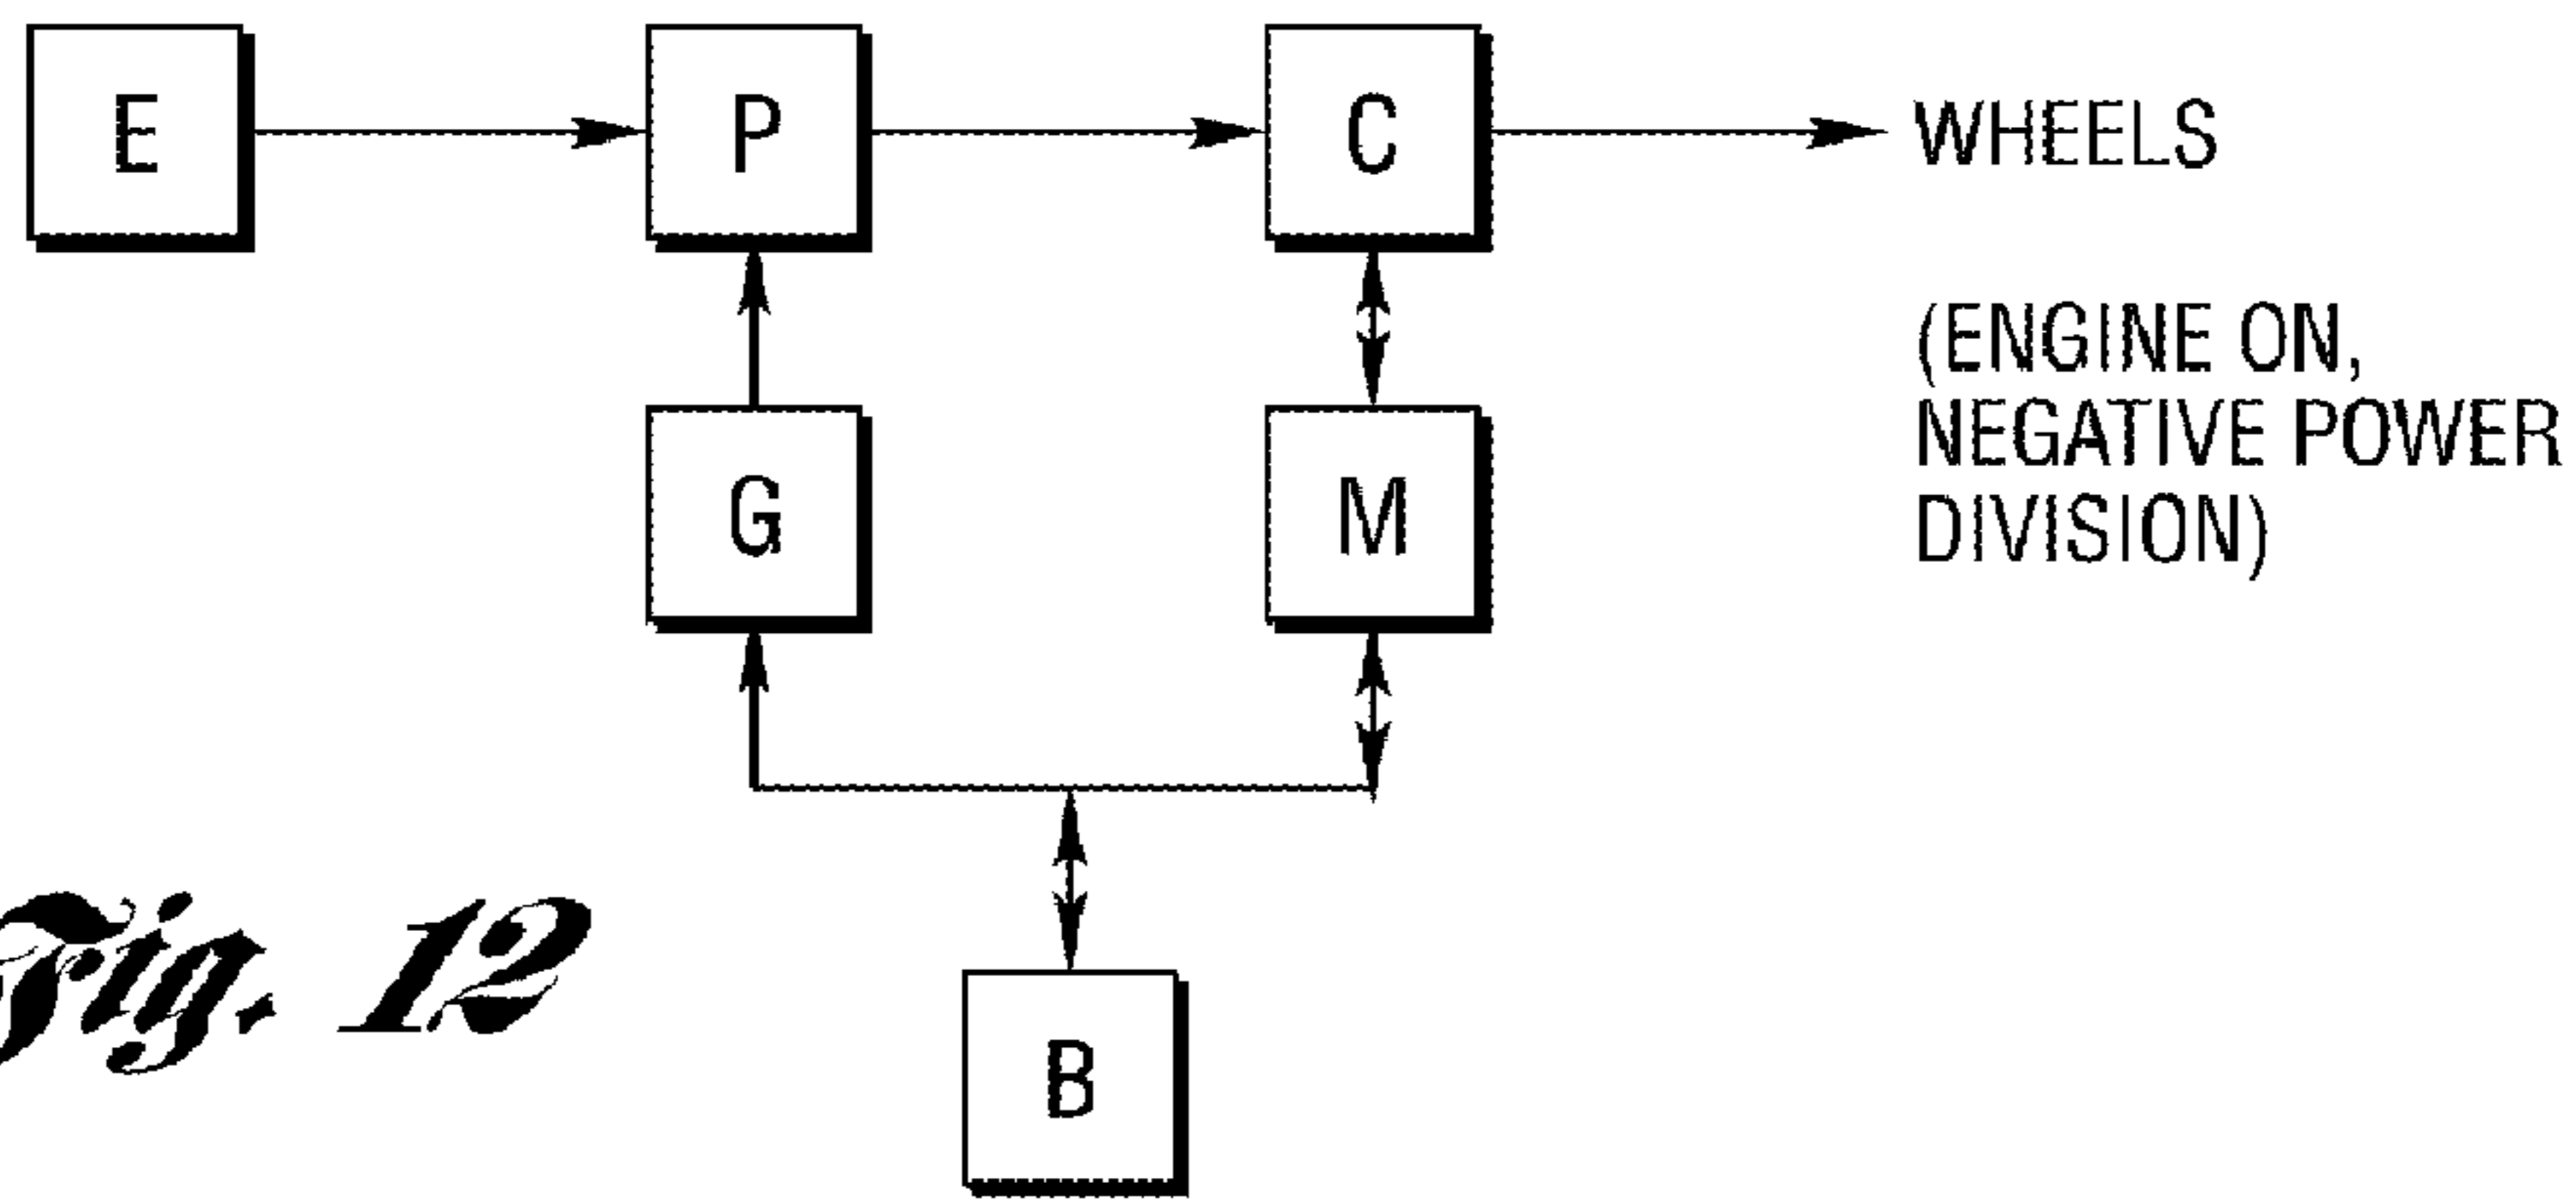 E
P
C
WHEELS
(ENGINE ON,
NEGATIVE POWER
DIVISION)
G
M
B
Fig. 12